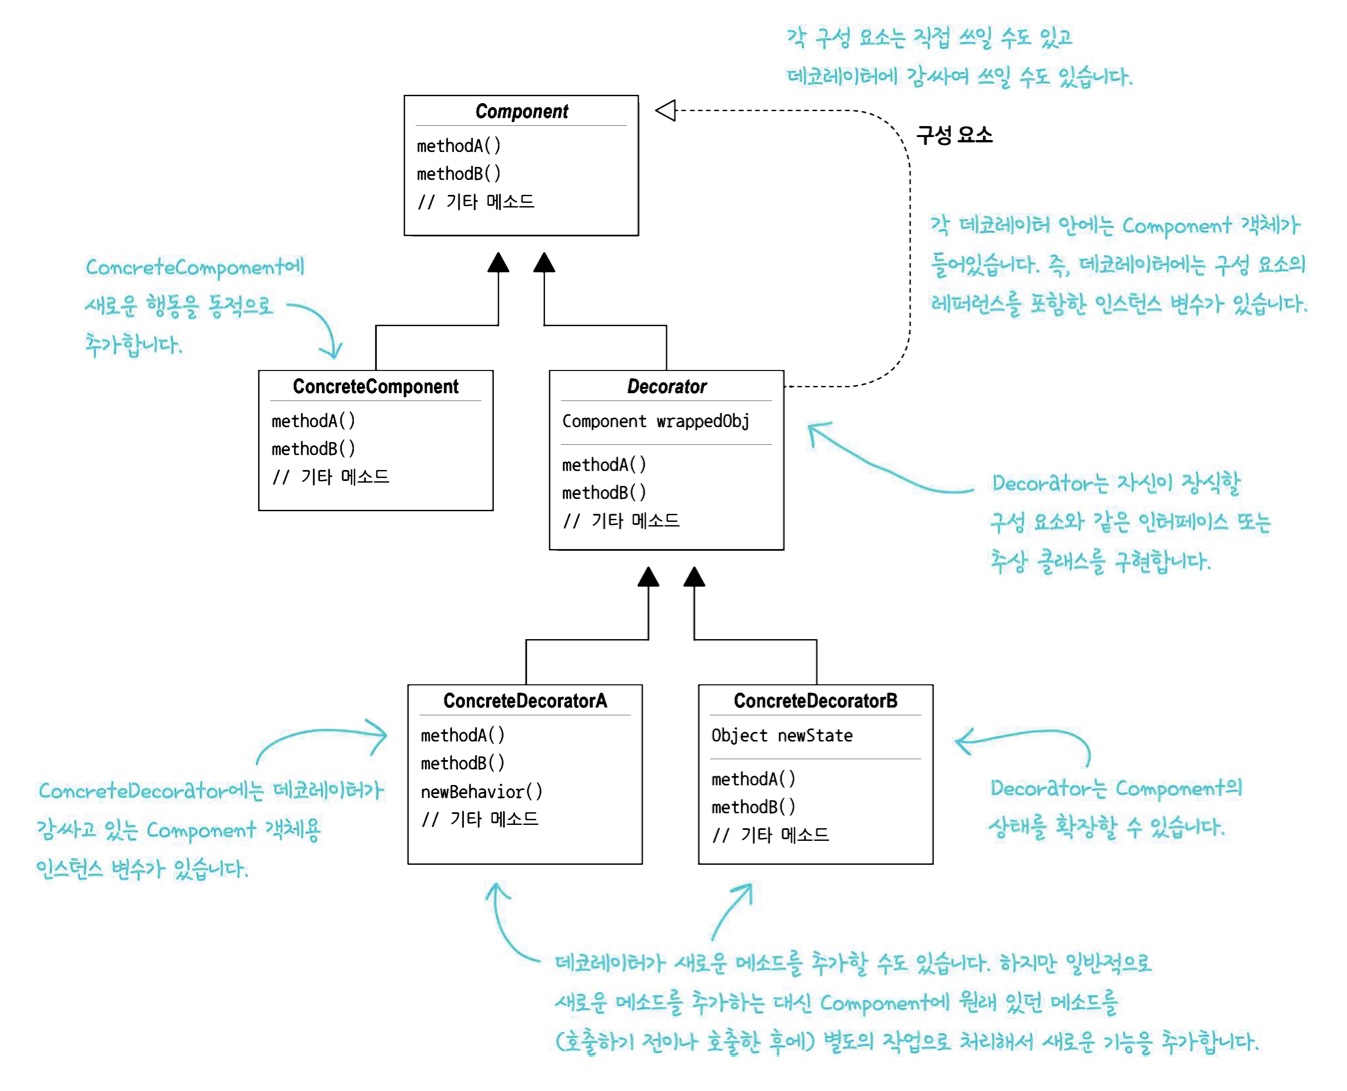 각 구성 요소는 직접 쓰일 수도 있고
데코레이터에 감싸여 쓰일 수도 있습니다.
Component
methodA()
methodB()
// 기타 메소드
구성 요소
각 데코레이터 안에는 Component 객체가
들어있습니다. 즉, 데코레이터에는 구성 요소의
레퍼런스를 포함한 인스턴스 변수가 있습니다.
ConcreteComponent에
새로운 행동을 동적으로
추가합니다.
ConcreteComponent
methodA()
methodB()
// 기타 메소드
Decorator
Component wrappedObj
methodA()
methodB()
// 기타 메소드
Decorator는 자신이 장식할
구성 요소와 같은 인터페이스 또는
추상 클래스를 구현합니다.
ConcreteDecoratorA
methodA()
methodB()
newBehavior()
// 기타 메소드
ConcreteDecoratorB
Object newState
methodA()
methodB()
// 기타 메소드
ConcreteDecorator에는 데코레이터가
감싸고 있는 Component 객체용
인스턴스 변수가 있습니다.
Decorator는 Component의
상태를 확장할 수 있습니다.
데코레이터가 새로운 메소드를 추가할 수도 있습니다. 하지만 일반적으로
새로운 메소드를 추가하는 대신 Component에 원래 있던 메소드를
(호출하기 전이나 호출한 후에) 별도의 작업으로 처리해서 새로운 기능을 추가합니다.